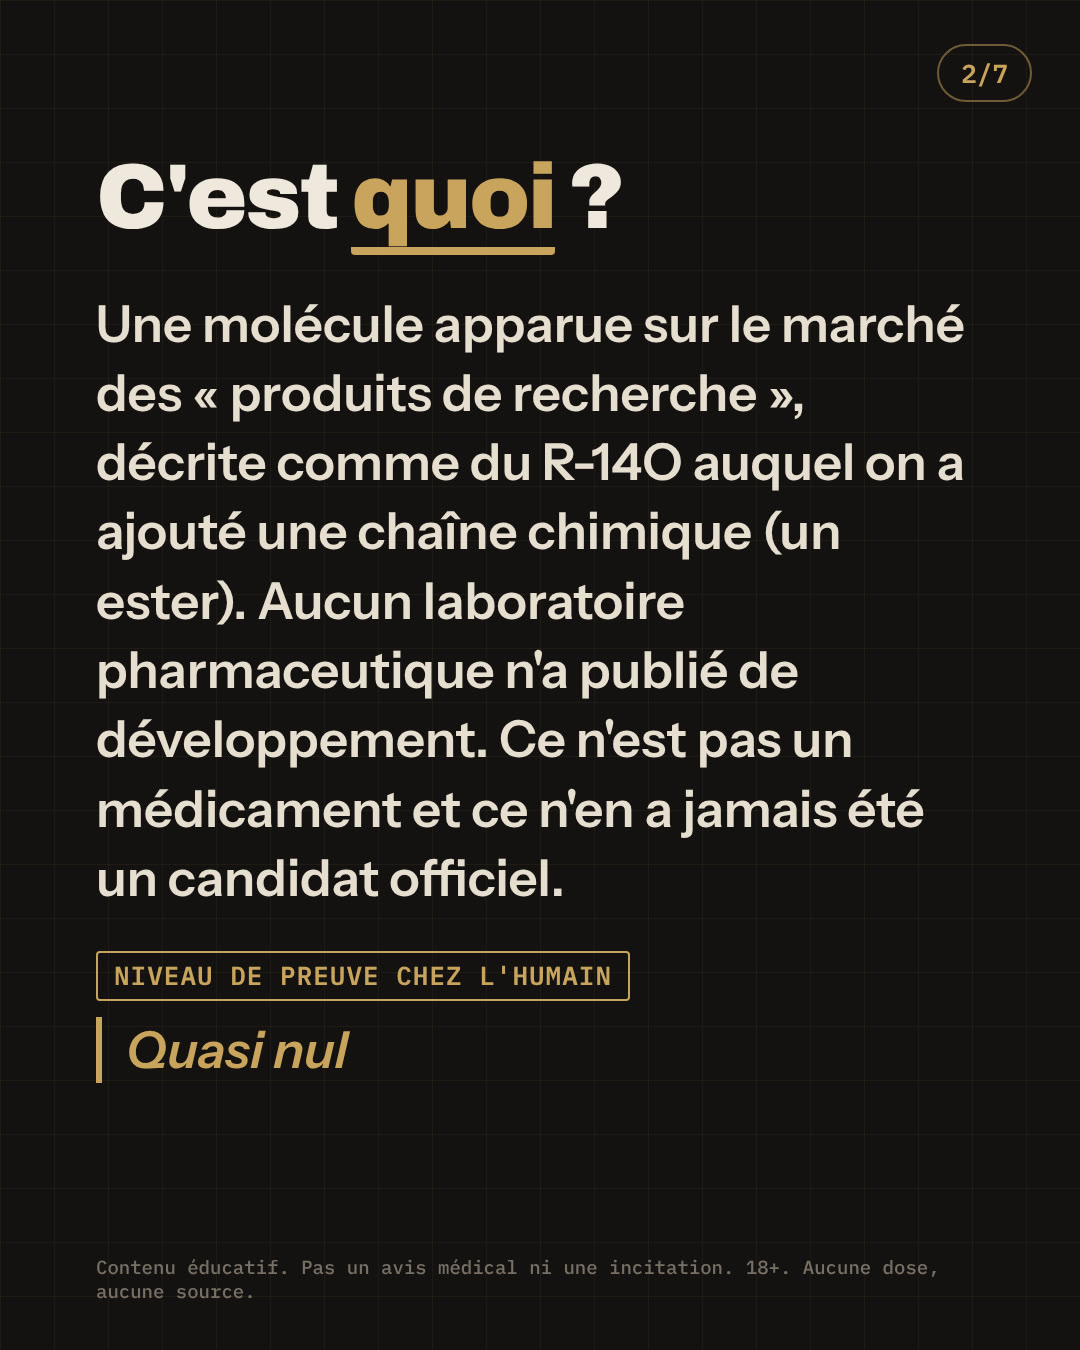 2/7
C'est quoi ?
Une molécule apparue sur le marché
des « produits de recherche »,
décrite comme du R-14O auquel on a
ajouté une chaîne chimique (un
ester). Aucun laboratoire
pharmaceutique n'a publié de
développement. Ce n'est pas un
médicament et ce n'en a jamais été
un candidat officiel.
NIVEAU DE PREUVE CHEZ L'HUMAIN
Quasi nul
Contenu éducatif. Pas un avis médical ni une incitation. 18+. Aucune dose,
aucune source.